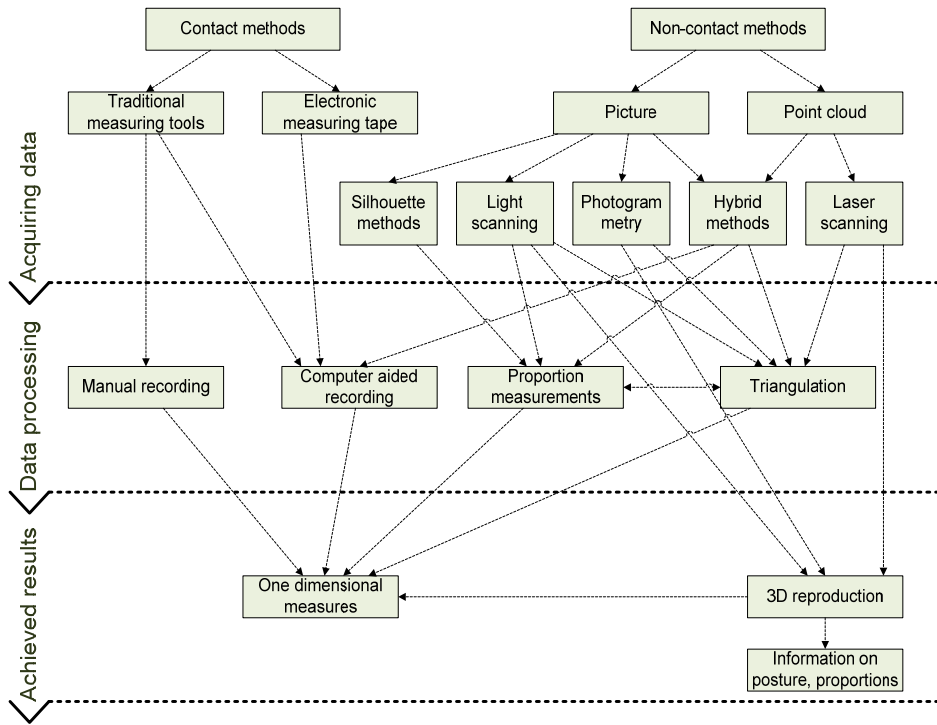 Contact methods
Non-contact methods
Traditional
measuring tools
Electronic
measuring tape
Picture
Point cloud
Acquiring data
Silhouette
methods
Light
scanning
Photogram
metry
Hybrid
methods
Laser
scanning
Data processing
Manual recording
Computer aided
recording
Proportion
measurements
Triangulation
Achieved results
One dimensional
measures
3D reproduction
Information on
posture, proportions